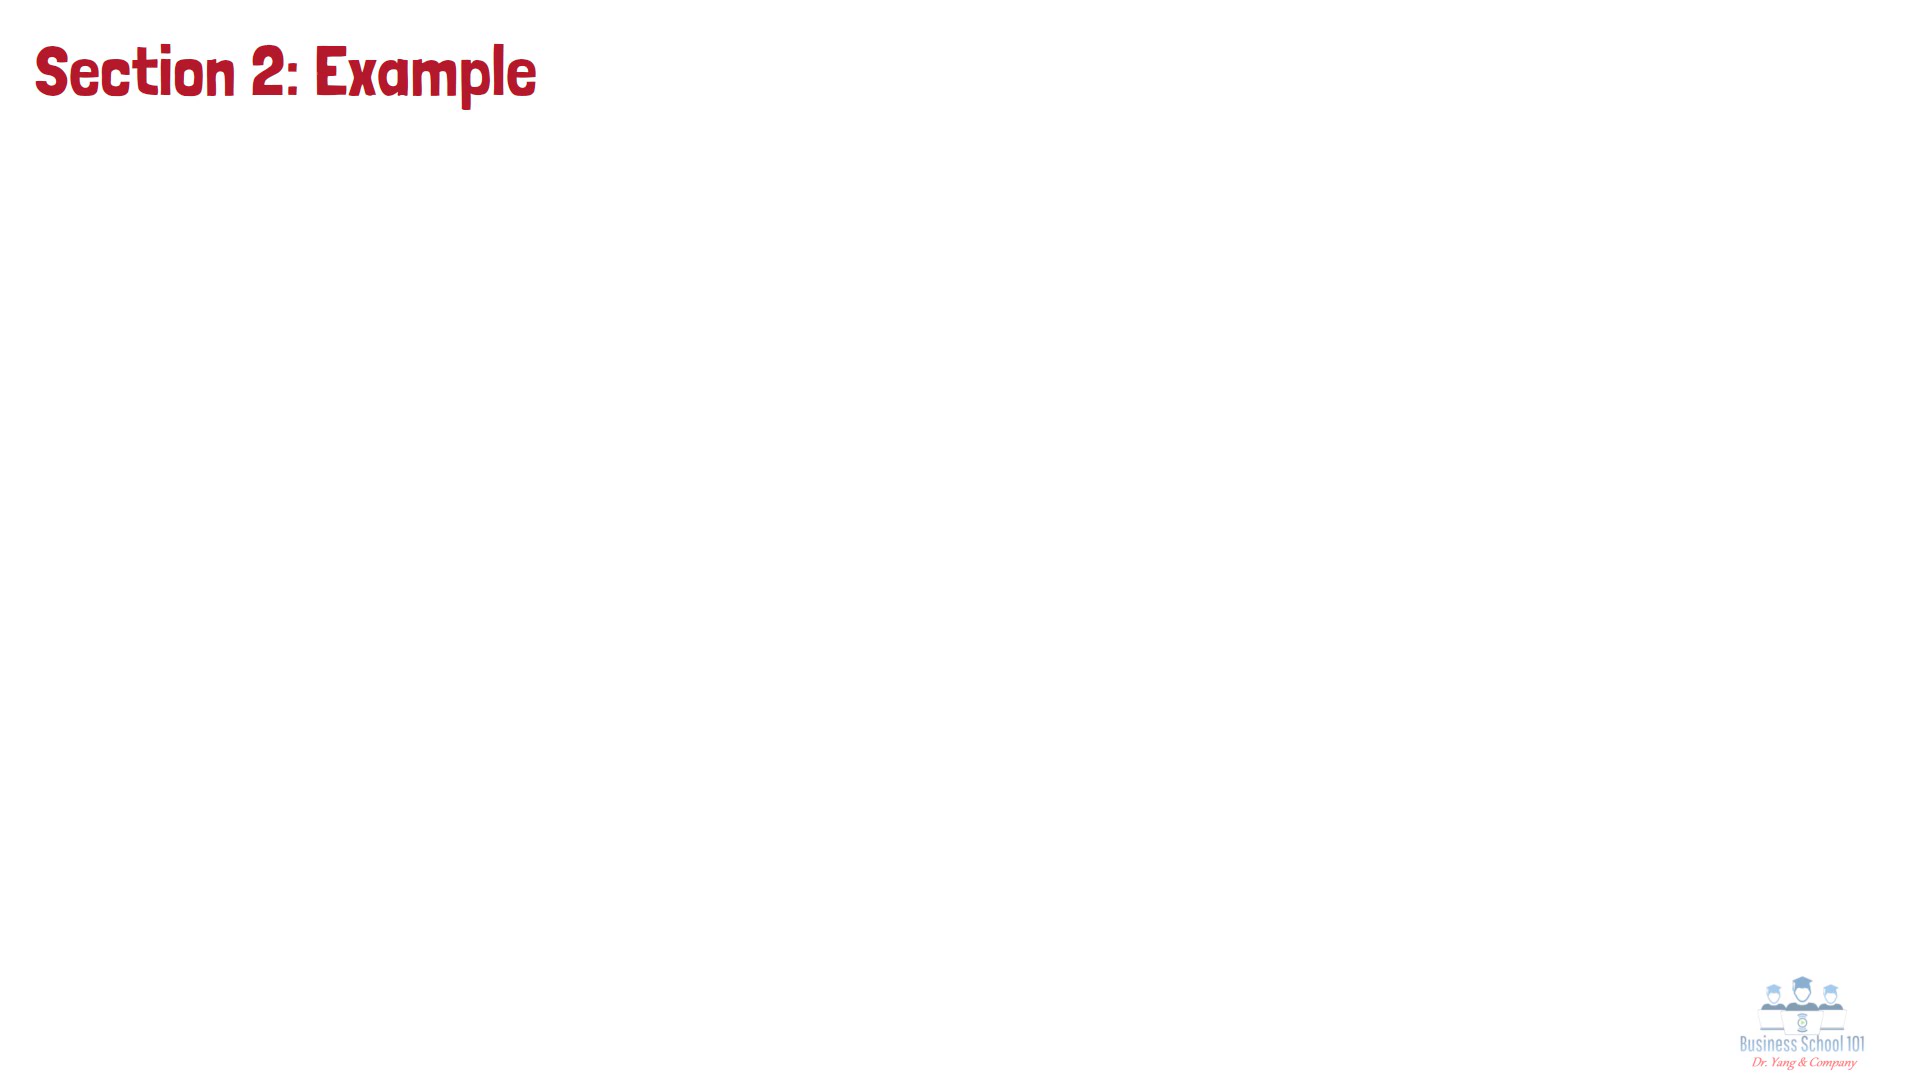 Section 2: Example
Business School 101
Dr. Yang & Company